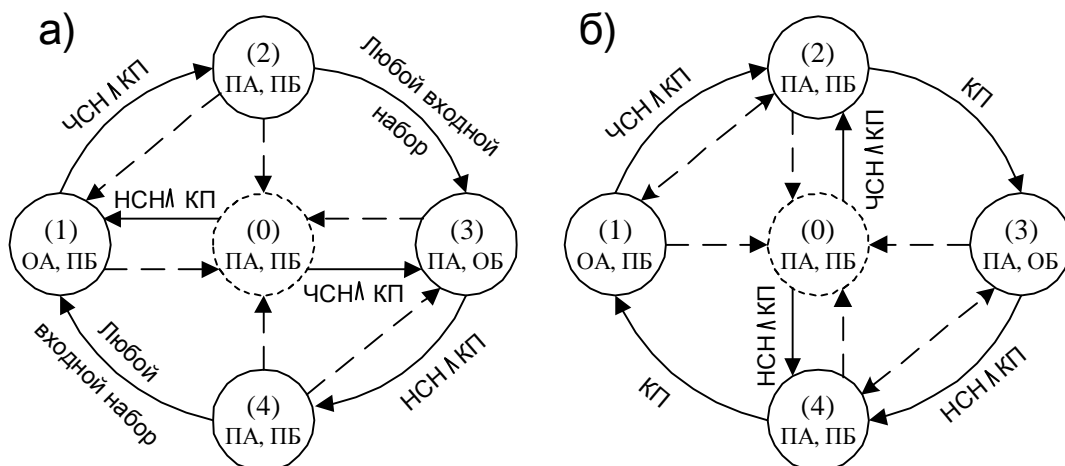 а)
(2)
ПА, ПБ
ЧСН∧КП
Любой входной
набор
НСН∧ КП
(1)
ОА, ПБ
(0)
ПА, ПБ
(3)
ПА, ОБ
ЧСН∧ КП
Любой
входной набор
НСН∧КП
(4)
ПА, ПБ
б)
(2)
ПА, ПБ
ЧСН∧КП
КП
ЧСН∧КП
(1)
ОА, ПБ
(0)
ПА, ПБ
(3)
ПА, ОБ
НСН∧КП
КП
НСН∧КП
(4)
ПА, ПБ